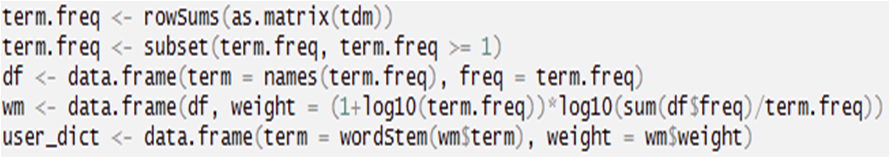 term.freq <- rowSums(as.matrix(tdm))
term.freq <- subset(term.freq, term.freq >= 1)
df <- data.frame(term = names(term.freq), freq = term.freq)
wm <- data.frame(df, weight = (1+log10(term.freq))*log10(sum(df$freq)/term.freq))
user_dict <- data.frame(term = wordStem(wm$term), weight = wm$weight)